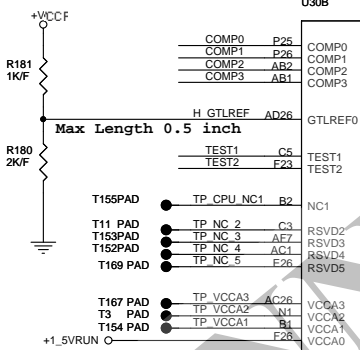 U30B
+VCCP
R181
1K/F
COMP0 P25 COMP0
COMP1 P26 COMP1
COMP2 AB2 COMP2
COMP3 AB1 COMP3
H_GTLREF AD26 GTLREF0
Max Length 0.5 inch
R180
2K/F
TEST1 C5 TEST1
TEST2 F23 TEST2
T155PAD TP_CPU_NC1 B2 NC1
T11 PAD TP_NC_2 C3 RSVD2
T153PAD TP_NC_3 AF7 RSVD3
T152PAD TP_NC_4 AC1 RSVD4
T169 PAD TP_NC_5 E26 RSVD5
T167 PAD TP_VCCA3 AC26 VCCA3
T3 PAD TP_VCCA2 N1 VCCA2
T154 PAD TP_VCCA1 B1 VCCA1
+1_5VRUN F26 VCCA0